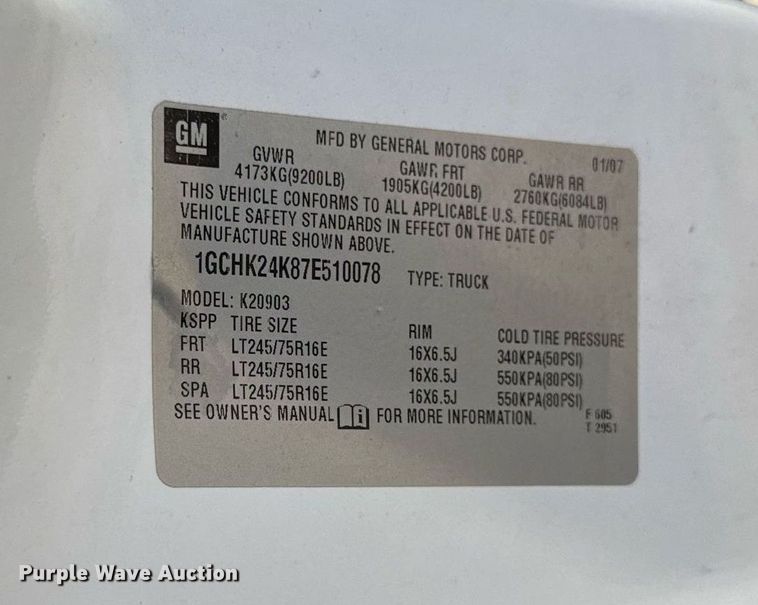 GM
MFD BY GENERAL MOTORS CORP. 01/07
GVWR GAWR FRT GAWR RR
4173KG(9200LB) 1905KG(4200LB) 2760KG(6084LB)
THIS VEHICLE CONFORMS TO ALL APPLICABLE U.S. FEDERAL MOTOR
VEHICLE SAFETY STANDARDS IN EFFECT ON THE DATE OF
MANUFACTURE SHOWN ABOVE.
1GCHK24K87E510078 TYPE: TRUCK
MODEL: K20903
KSPP TIRE SIZE RIM COLD TIRE PRESSURE
FRT LT245/75R16E 16X6.5J 340KPA(50PSI)
RR LT245/75R16E 16X6.5J 550KPA(80PSI)
SPA LT245/75R16E 16X6.5J 550KPA(80PSI)
SEE OWNER'S MANUAL i FOR MORE INFORMATION.
F 605
T 2951
Purple Wave Auction